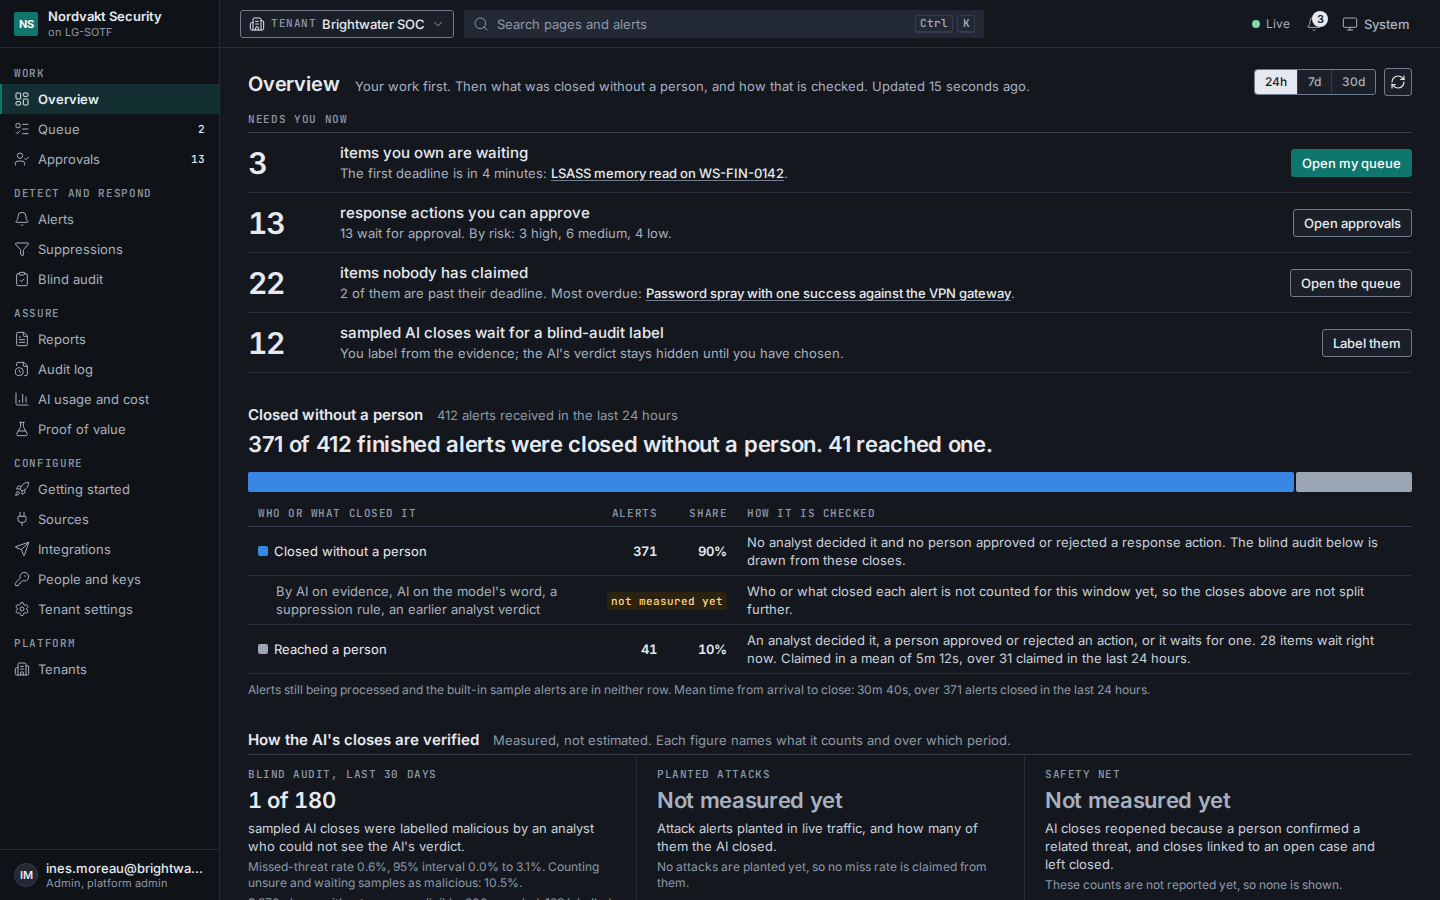 NS
Nordvakt Security
on LG-SOTF
TENANT Brightwater SOC
Search pages and alerts
Ctrl K
Live
3
System
WORK
Overview
Queue 2
Approvals 13
DETECT AND RESPOND
Alerts
Suppressions
Blind audit
ASSURE
Reports
Audit log
AI usage and cost
Proof of value
CONFIGURE
Getting started
Sources
Integrations
People and keys
Tenant settings
PLATFORM
Tenants
IM
ines.moreau@brightwa...
Admin, platform admin
Overview Your work first. Then what was closed without a person, and how that is checked. Updated 15 seconds ago.
24h 7d 30d
NEEDS YOU NOW
3
items you own are waiting
The first deadline is in 4 minutes: LSASS memory read on WS-FIN-0142.
Open my queue
13
response actions you can approve
13 wait for approval. By risk: 3 high, 6 medium, 4 low.
Open approvals
22
items nobody has claimed
2 of them are past their deadline. Most overdue: Password spray with one success against the VPN gateway.
Open the queue
12
sampled AI closes wait for a blind-audit label
You label from the evidence; the AI's verdict stays hidden until you have chosen.
Label them
Closed without a person 412 alerts received in the last 24 hours
371 of 412 finished alerts were closed without a person. 41 reached one.
WHO OR WHAT CLOSED IT ALERTS SHARE HOW IT IS CHECKED
Closed without a person 371 90% No analyst decided it and no person approved or rejected a response action. The blind audit below is
drawn from these closes.
By AI on evidence, AI on the model's word, a
suppression rule, an earlier analyst verdict
not measured yet
Who or what closed each alert is not counted for this window yet, so the closes above are not split
further.
Reached a person 41 10% An analyst decided it, a person approved or rejected an action, or it waits for one. 28 items wait right
now. Claimed in a mean of 5m 12s, over 31 claimed in the last 24 hours.
Alerts still being processed and the built-in sample alerts are in neither row. Mean time from arrival to close: 30m 40s, over 371 alerts closed in the last 24 hours.
How the AI's closes are verified Measured, not estimated. Each figure names what it counts and over which period.
BLIND AUDIT, LAST 30 DAYS
1 of 180
sampled AI closes were labelled malicious by an analyst
who could not see the AI's verdict.
Missed-threat rate 0.6%, 95% interval 0.0% to 3.1%. Counting
unsure and waiting samples as malicious: 10.5%.
PLANTED ATTACKS
Not measured yet
Attack alerts planted in live traffic, and how many of
them the AI closed.
No attacks are planted yet, so no miss rate is claimed from
them.
SAFETY NET
Not measured yet
AI closes reopened because a person confirmed a
related threat, and closes linked to an open case and
left closed.
These counts are not reported yet, so none is shown.